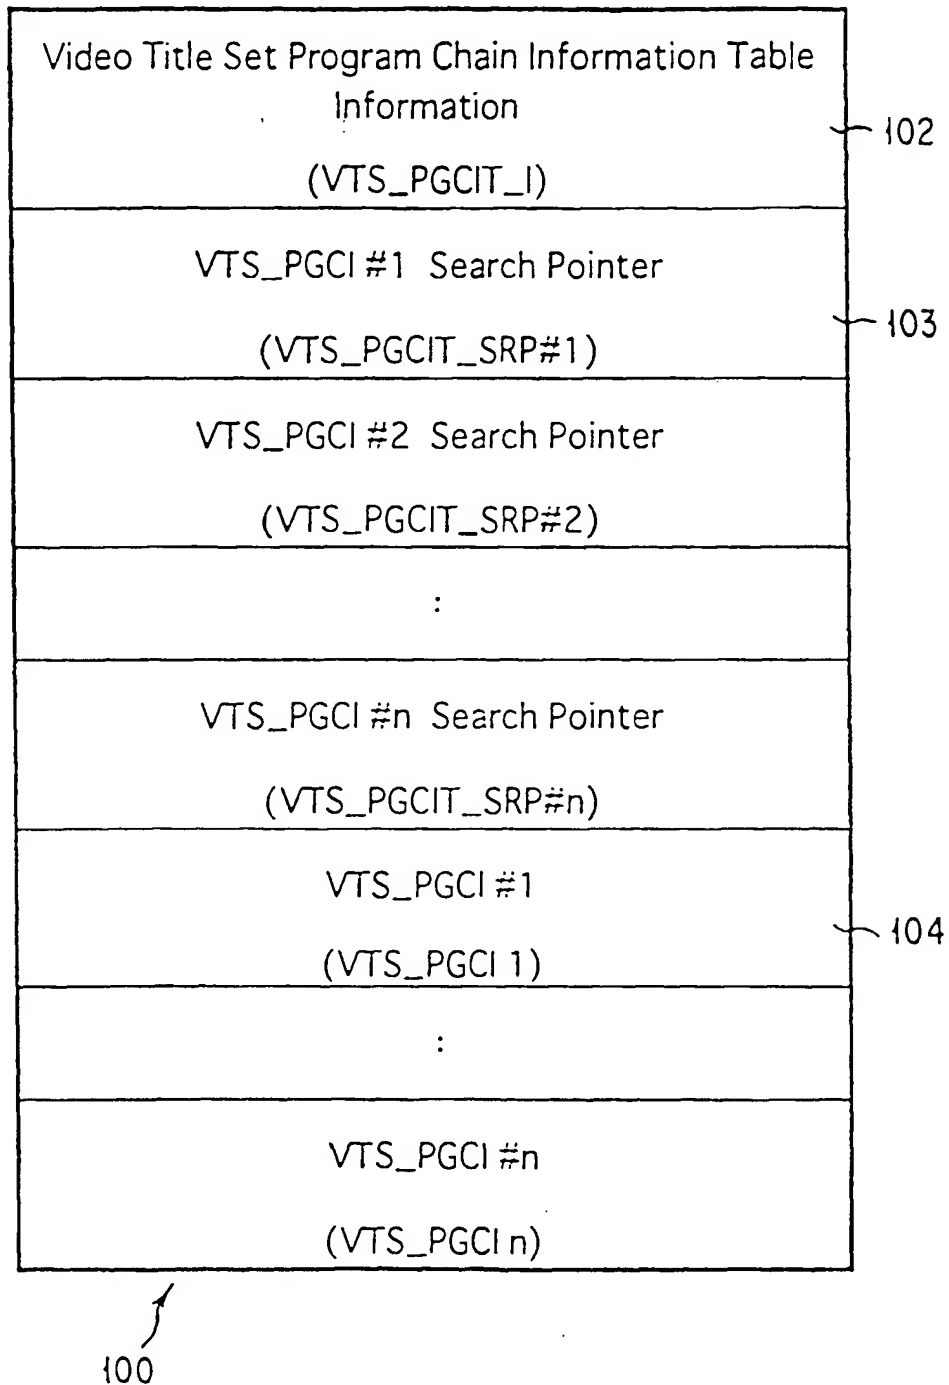 Video Title Set Program Chain Information Table
Information
(VTS_PGCIT_I)
102
VTS_PGCI #1 Search Pointer
(VTS_PGCIT_SRP#1)
103
VTS_PGCI #2 Search Pointer
(VTS_PGCIT_SRP#2)
:
VTS_PGCI #n Search Pointer
(VTS_PGCIT_SRP#n)
VTS_PGCI #1
(VTS_PGCI 1)
104
:
VTS_PGCI #n
(VTS_PGCI n)
100